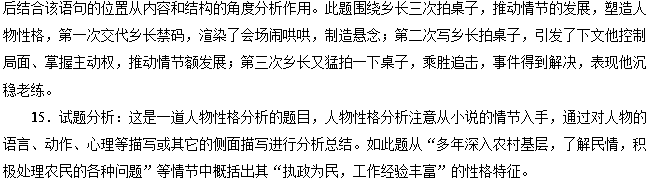 后结合该语句的位置从内容和结构的角度分析作用。此题围绕乡长三次拍桌子，推动情节的发展，塑造人
物性格，第一次交代乡长禁码，渲染了会场闹哄哄，制造悬念；第二次写乡长拍桌子，引发了下文他控制
局面、掌握主动权，推动情节额发展；第三次乡长又猛拍一下桌子，乘胜追击，事件得到解决，表现他沉
稳老练。
15．试题分析：这是一道人物性格分析的题目，人物性格分析注意从小说的情节入手，通过对人物的
语言、动作、心理等描写或其它的侧面描写进行分析总结。如此题从“多年深入农村基层，了解民情，积
极处理农民的各种问题”等情节中概括出其“执政为民，工作经验丰富”的性格特征。